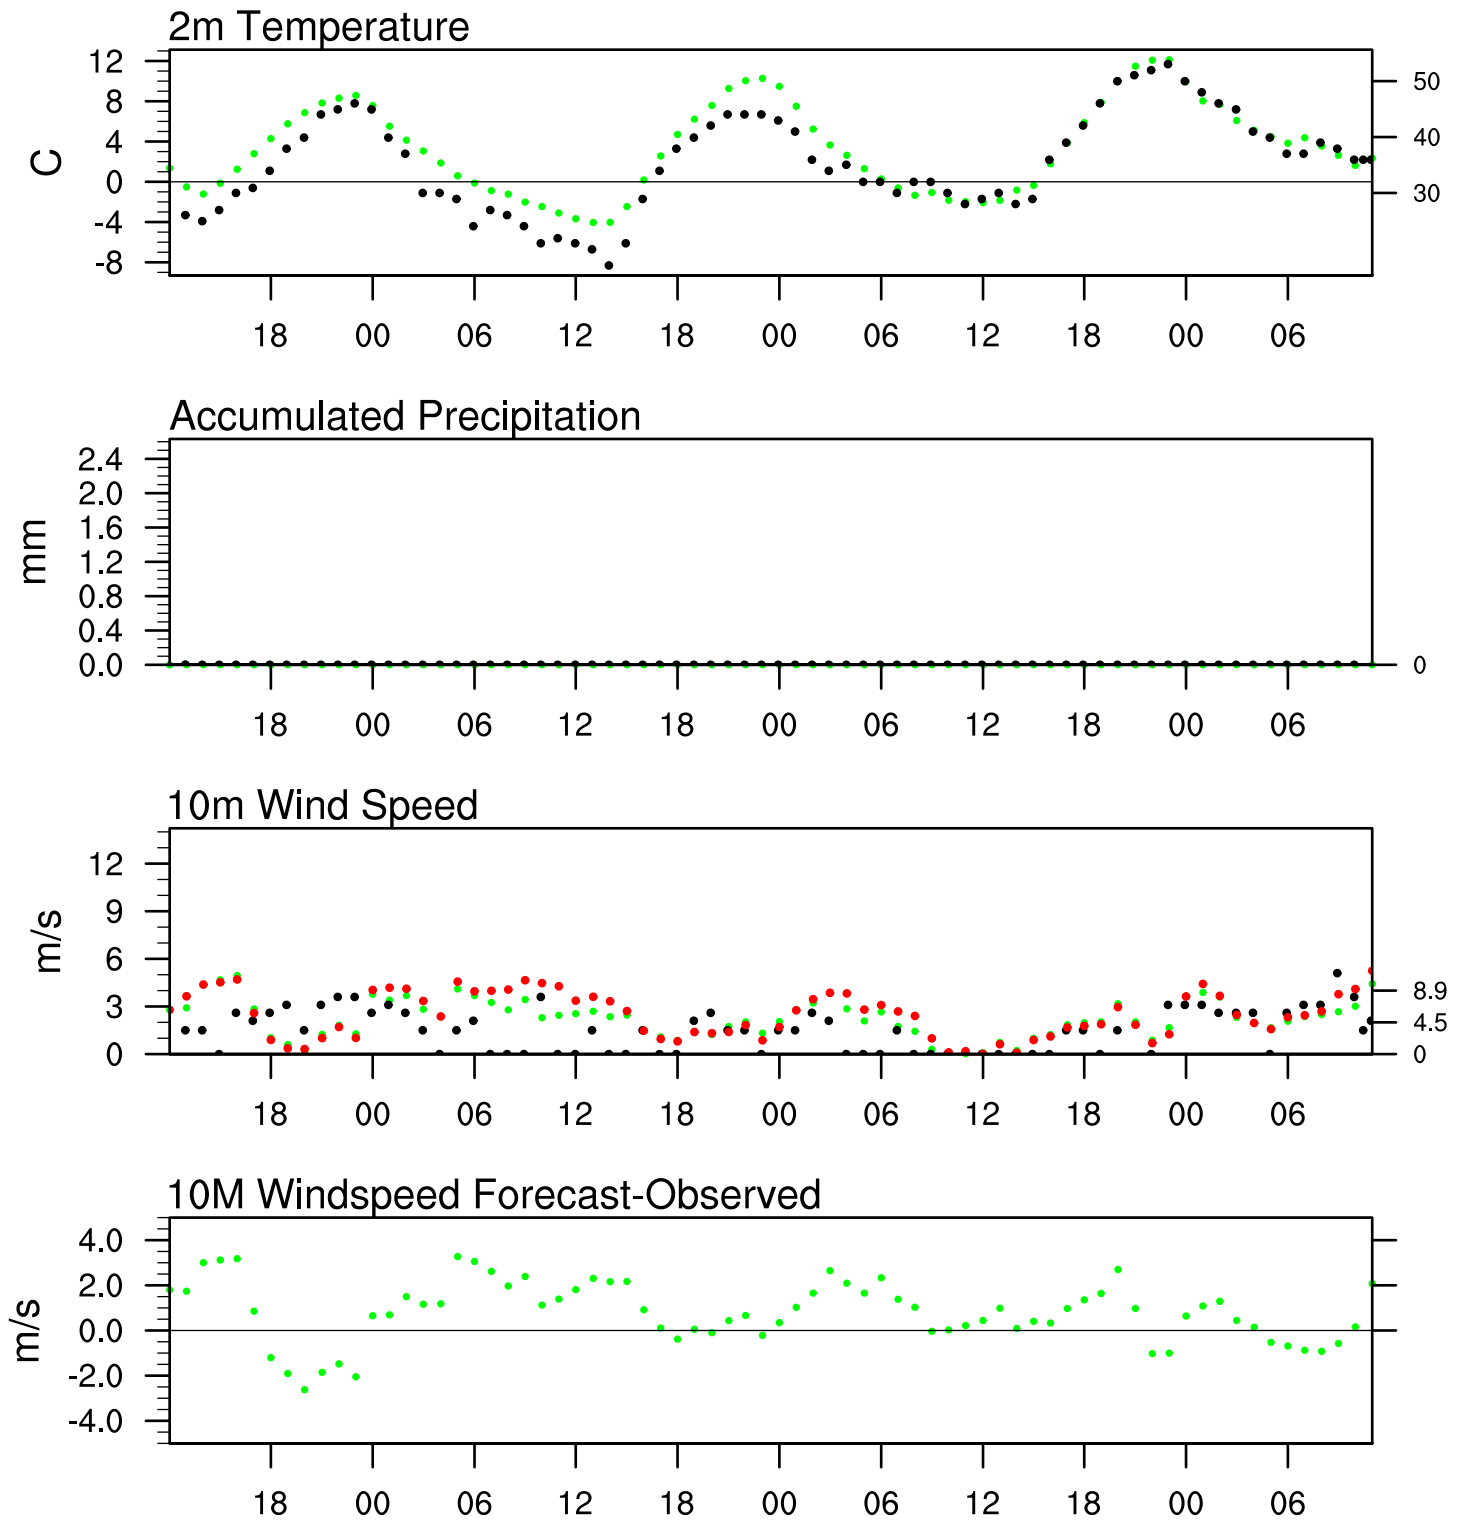 2m Temperature
12
8
4
0
-4
-8
C
50
40
30
18 00 06 12 18 00 06 12 18 00 06
Accumulated Precipitation
2.4
2.0
1.6
1.2
0.8
0.4
0.0
mm
0
18 00 06 12 18 00 06 12 18 00 06
10m Wind Speed
12
9
6
3
0
m/s
8.9
4.5
0
18 00 06 12 18 00 06 12 18 00 06
10M Windspeed Forecast-Observed
4.0
2.0
0.0
-2.0
-4.0
m/s
18 00 06 12 18 00 06 12 18 00 06